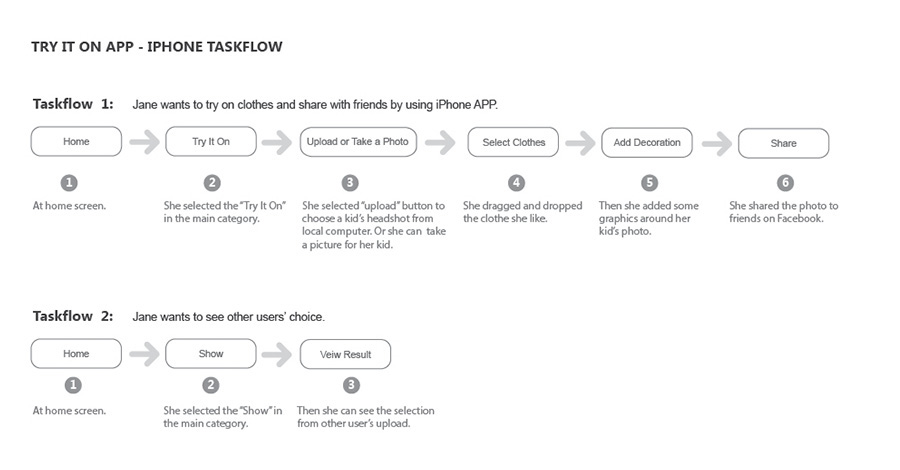 TRY IT ON APP - IPHONE TASKFLOW
Taskflow 1: Jane wants to try on clothes and share with friends by using iPhone APP.
Home
Try It On
Upload or Take a Photo
Select Clothes
Add Decoration
Share
1
2
3
4
5
6
At home screen.
She selected the "Try It On"
in the main category.
She selected "upload" button to
choose a kid's headshot from
local computer. Or she can take
a picture for her kid.
She dragged and dropped
the clothe she like.
Then she added some
graphics around her
kid's photo.
She shared the photo to
friends on Facebook.
Taskflow 2: Jane wants to see other users' choice.
Home
Show
Veiw Result
1
2
3
At home screen.
She selected the "Show" in
the main category.
Then she can see the selection
from other user's upload.